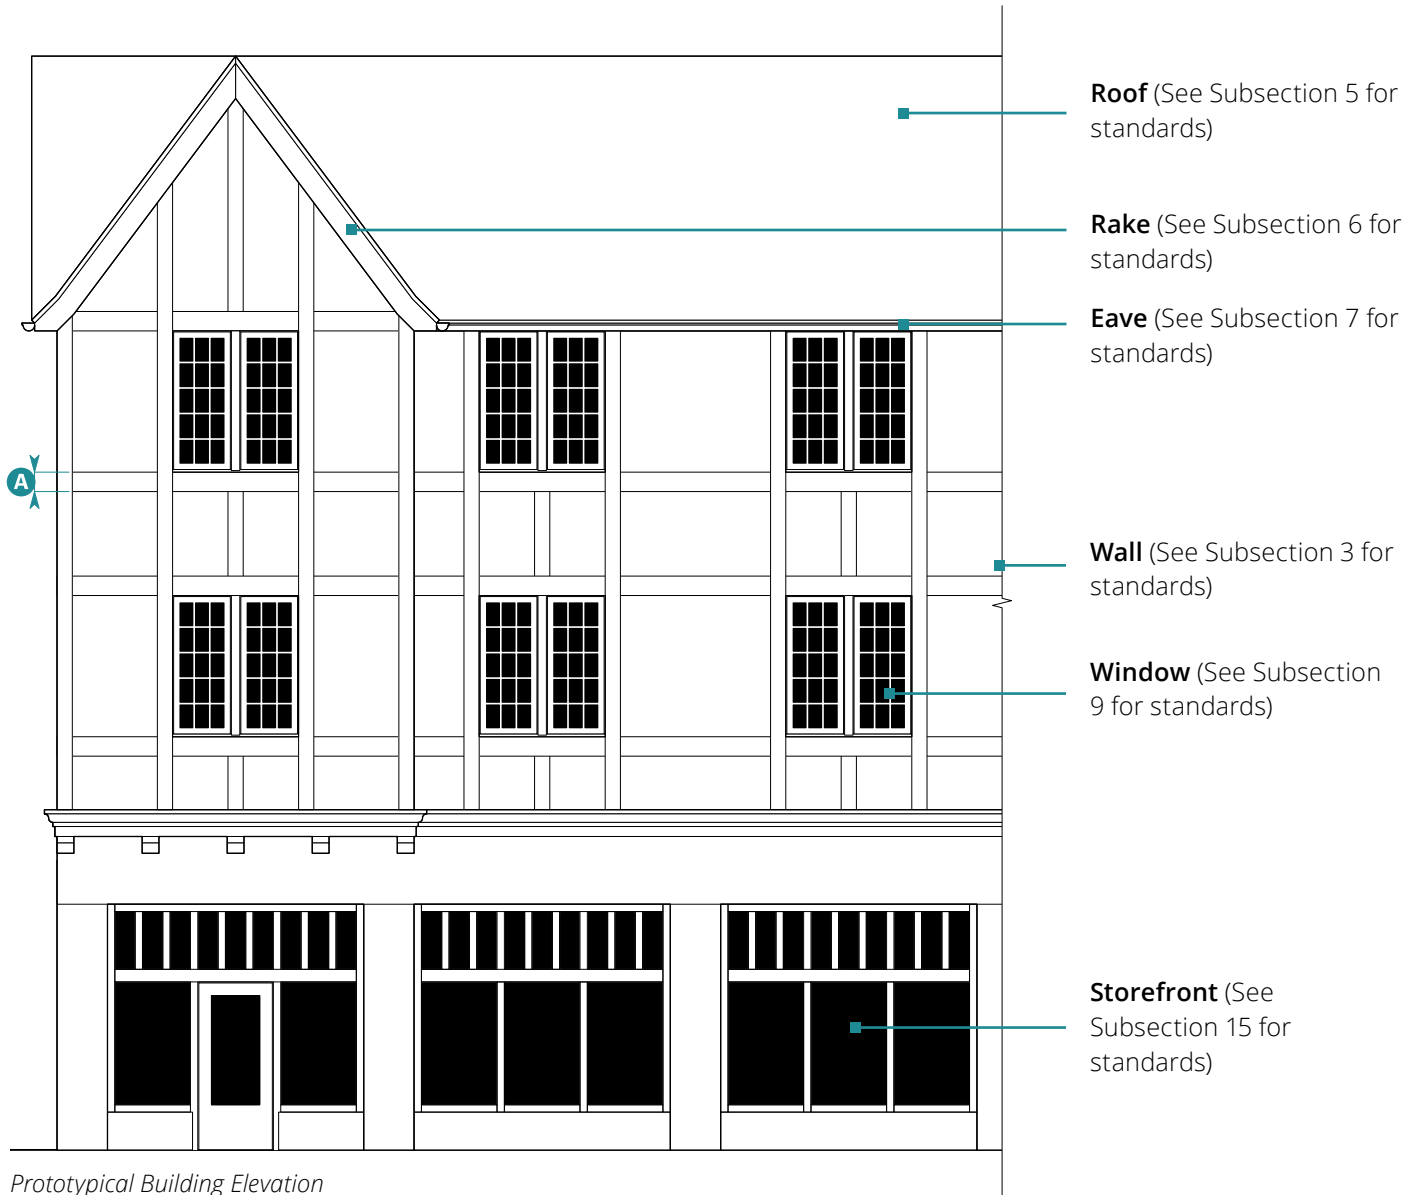 Roof (See Subsection 5 for
standards)
Rake (See Subsection 6 for
standards)
Eave (See Subsection 7 for
standards)
A
Wall (See Subsection 3 for
standards)
Window (See Subsection
9 for standards)
Storefront (See
Subsection 15 for
standards)
Prototypical Building Elevation